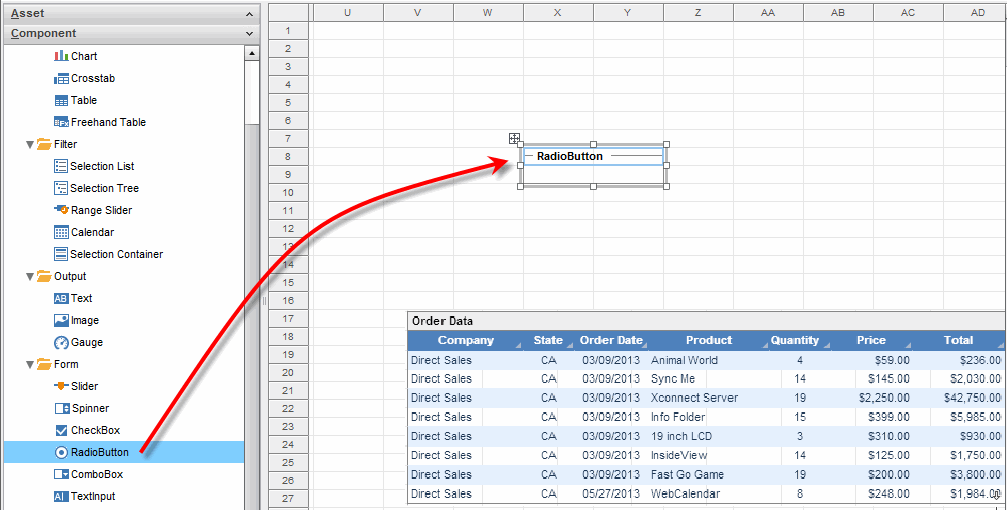 Asset
Component
Chart
Crosstab
Table
Freehand Table
Filter
Selection List
Selection Tree
Range Slider
Calendar
Selection Container
Output
AB Text
Image
Gauge
Form
Slider
Spinner
CheckBox
RadioButton
ComboBox
AI TextInput
U V W X Y Z AA AB AC AD
1
2
3
4
5
6
7
8 RadioButton
9
10
11
12
13
14
15
16
17 Order Data
18 Company State Order Date Product Quantity Price Total
19 Direct Sales CA 03/09/2013 Animal World 4 $59.00 $236.00
20 Direct Sales CA 03/09/2013 Sync Me 14 $145.00 $2,030.00
21 Direct Sales CA 03/09/2013 Xconnect Server 19 $2,250.00 $42,750.00
22 Direct Sales CA 03/09/2013 Info Folder 15 $399.00 $5,985.00
23 Direct Sales CA 03/09/2013 19 inch LCD 3 $310.00 $930.00
24 Direct Sales CA 03/09/2013 InsideView 14 $125.00 $1,750.00
25 Direct Sales CA 03/09/2013 Fast Go Game 19 $200.00 $3,800.00
26 Direct Sales CA 05/27/2013 WebCalendar 8 $248.00 $1,984.00
27